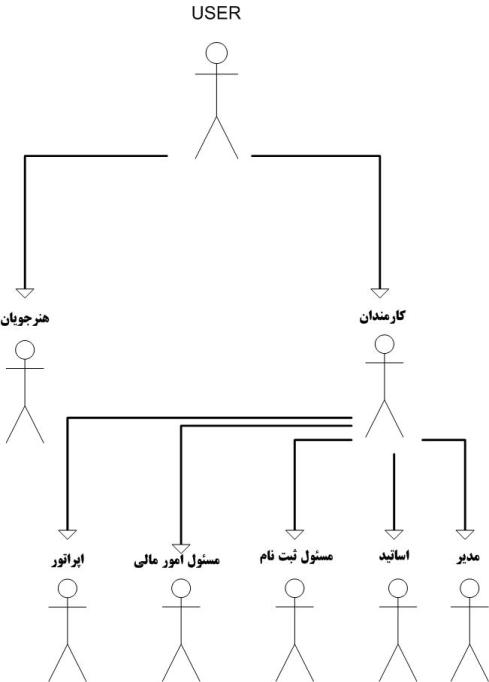 USER
کارمندان
هنرجویان
مدیر
اساتید
مسئول ثبت نام
مسئول امور مالی
اپراتور